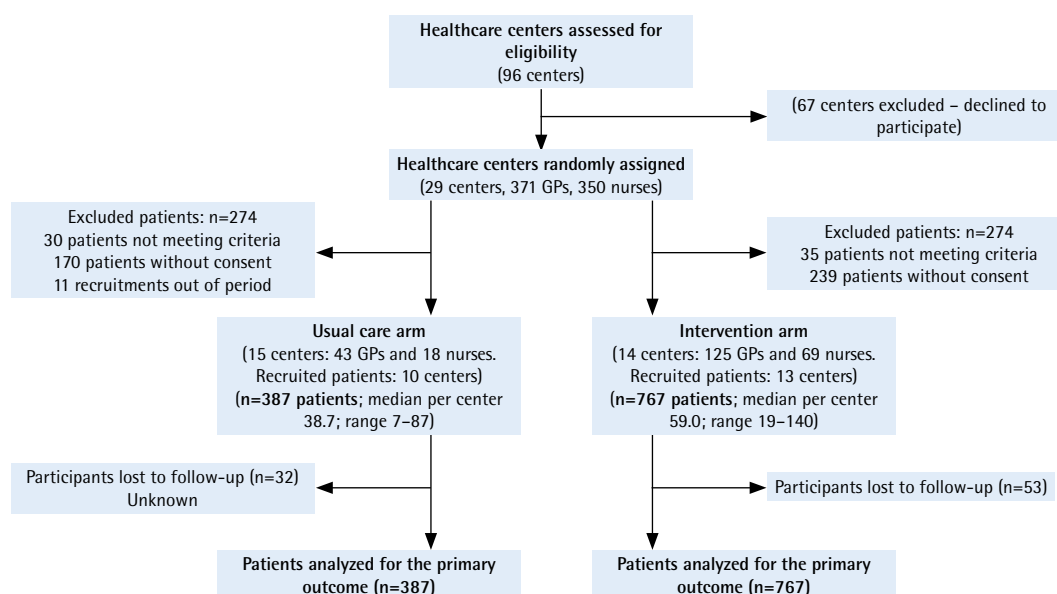 Healthcare centers assessed for
eligibility
(96 centers)
(67 centers excluded – declined to
participate)
Healthcare centers randomly assigned
(29 centers, 371 GPs, 350 nurses)
Excluded patients: n=274
30 patients not meeting criteria
170 patients without consent
11 recruitments out of period
Excluded patients: n=274
35 patients not meeting criteria
239 patients without consent
Usual care arm
(15 centers: 43 GPs and 18 nurses.
Recruited patients: 10 centers)
(n=387 patients; median per center
38.7; range 7–87)
Intervention arm
(14 centers: 125 GPs and 69 nurses.
Recruited patients: 13 centers)
(n=767 patients; median per center
59.0; range 19–140)
Participants lost to follow-up (n=32)
Unknown
Participants lost to follow-up (n=53)
Patients analyzed for the primary
outcome (n=387)
Patients analyzed for the primary
outcome (n=767)